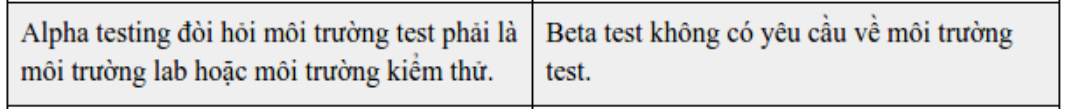 Alpha testing đòi hỏi môi trường test phải là
môi trường lab hoặc môi trường kiểm thử.
Beta test không có yêu cầu về môi trường
test.